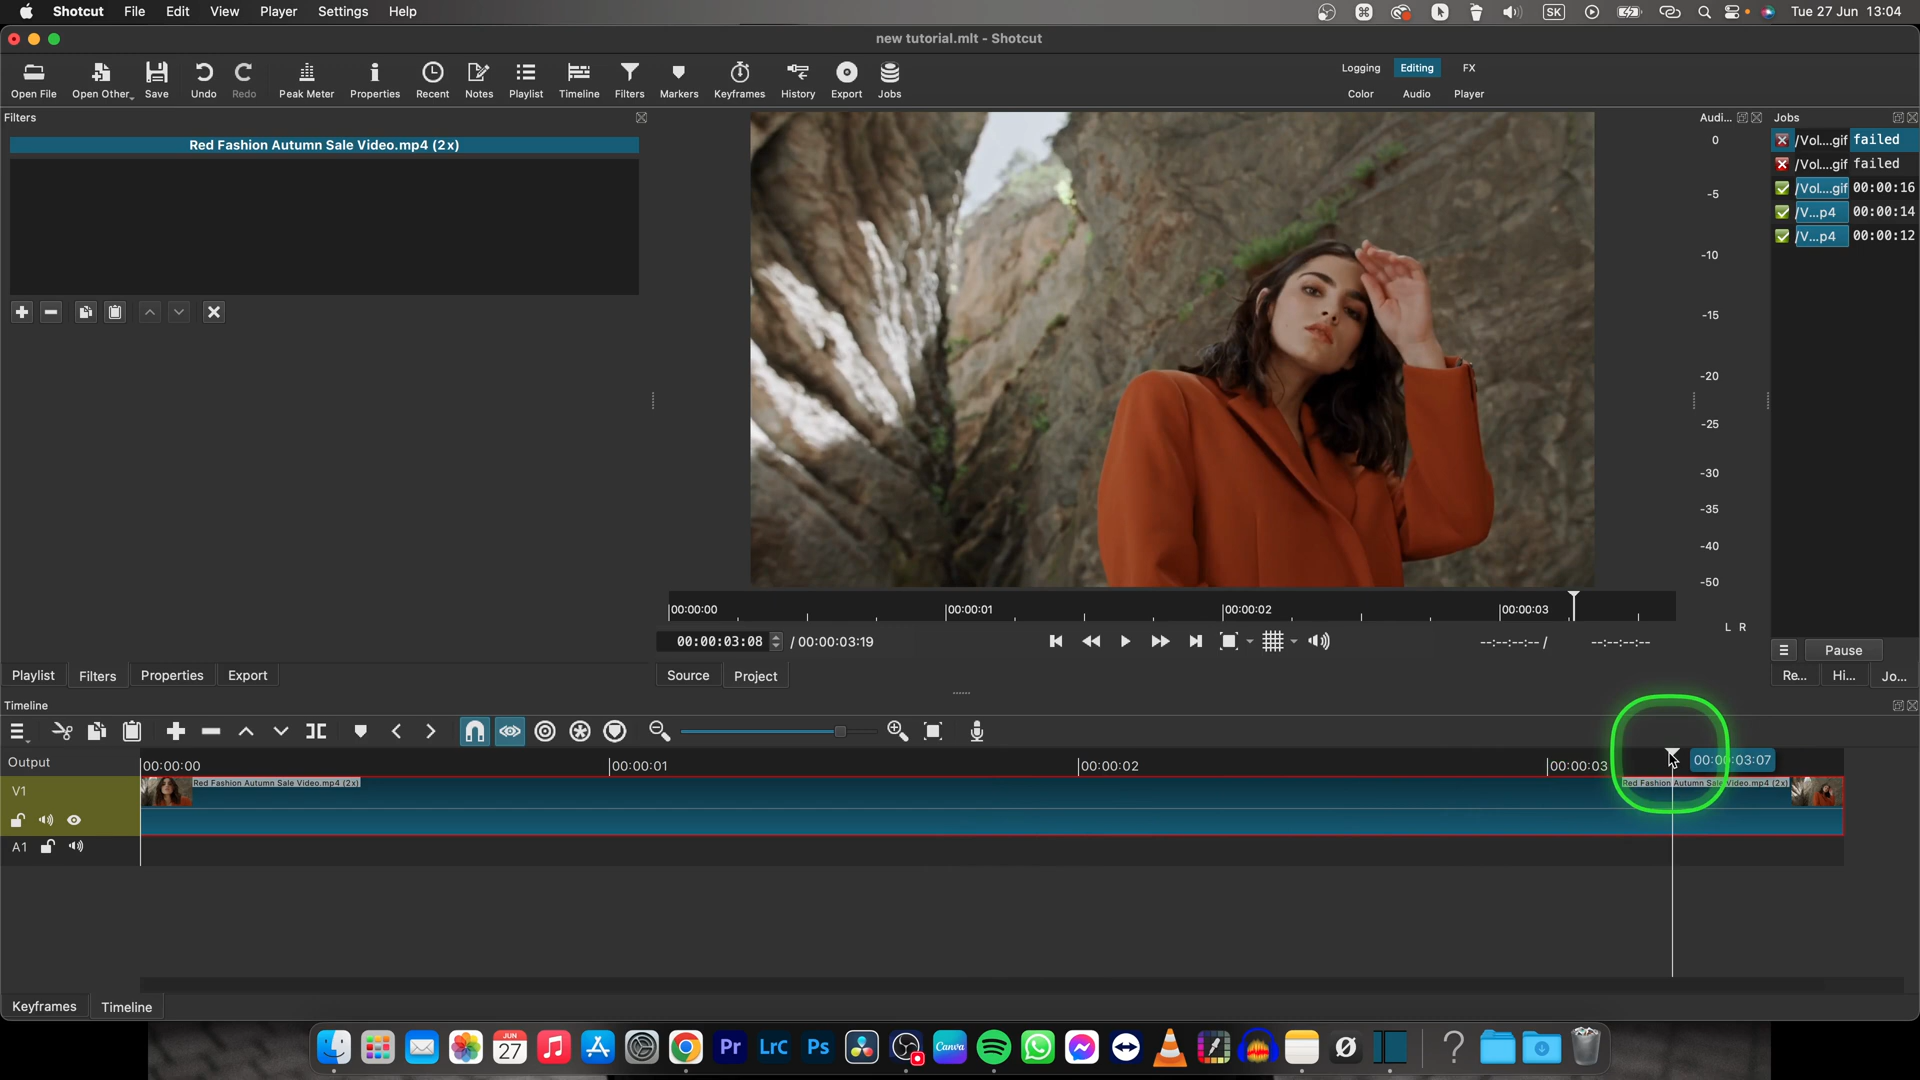 Shotcut File Edit View Player Settings Help
SK Tue 27 Jun 13:04
new tutorial.mlt - Shotcut
Open File Open Other... Save Undo Redo Peak Meter Properties Recent Notes Playlist Timeline Filters Markers Keyframes History Export Jobs
Logging Editing FX
Color Audio Player
Filters
Red Fashion Autumn Sale Video.mp4 (2x)
Audi...
0
-5
-10
-15
-20
-25
-30
-35
-40
-50
L R
Jobs
/Vol....gif failed
/Vol....gif failed
/Vol....gif 00:00:16
/V...p4 00:00:14
/V...p4 00:00:12
00:00:00 00:00:01 00:00:02 00:00:03
00:00:03:08 / 00:00:03:19
--:--:--:-- / --:--:--:--
Pause
Playlist Filters Properties Export
Source Project
Re... Hi... Jo...
Timeline
Output
00:00:00 00:00:01 00:00:02 00:00:03
00:00:03:07
V1
Red Fashion Autumn Sale Video.mp4 (2x)
Red Fashion Autumn Sale Video.mp4 (2x)
A1
Keyframes Timeline
JUN
27
Pr LrC Ps Canva